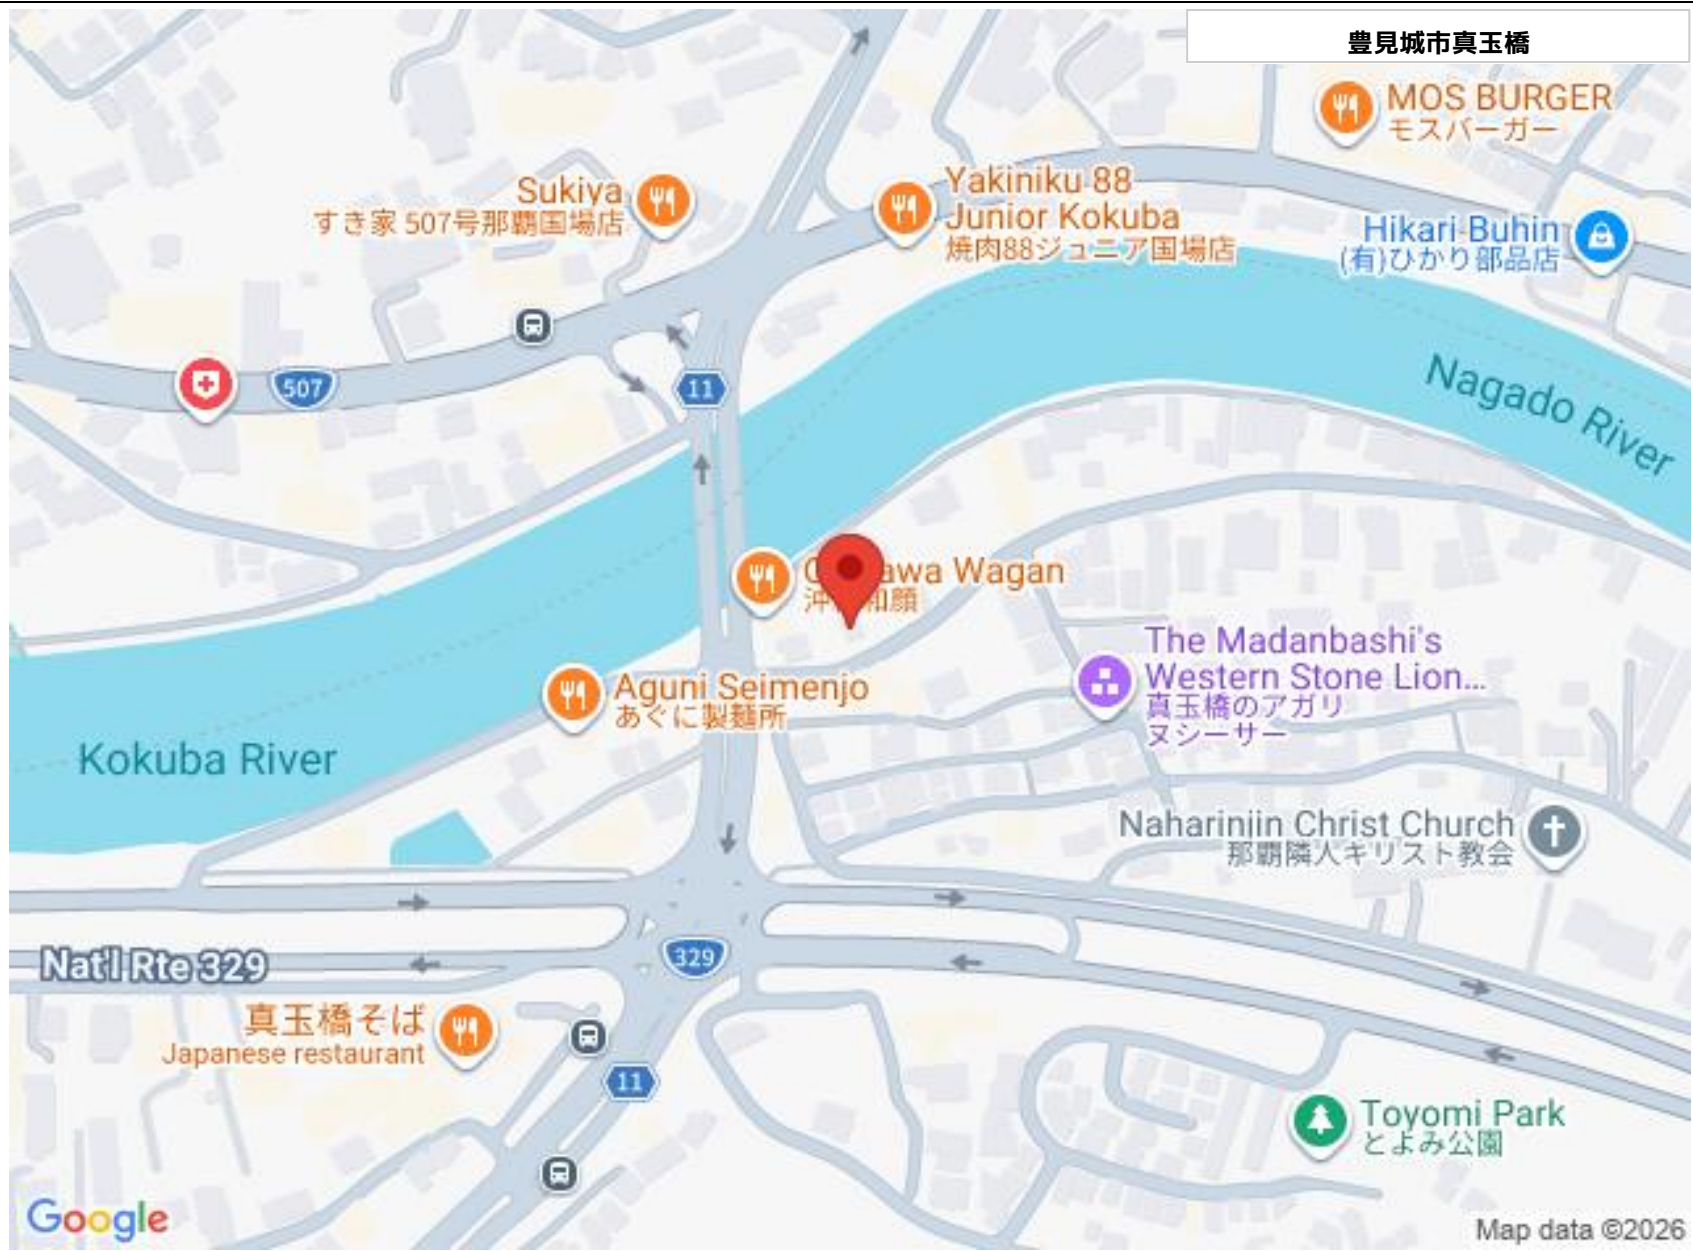 豊見城市真玉橋
MOS BURGER
モスバーガー
Sukiya
すき家 507号那覇国場店
Yakiniku 88
Junior Kokuba
焼肉88ジュニア国場店
Hikari Buhin
(有)ひかり部品店
507
11
Nagado River
Wagan
The Madanbashi's
Western Stone Lion...
真玉橋のアガリ
ヌシーサー
Aguni Seimenjo
あぐに製麺所
Kokuba River
Naharinjin Christ Church
那覇隣人キリスト教会
Nat'l Rte 329
329
真玉橋そば
Japanese restaurant
11
Toyomi Park
とよみ公園
Google
Map data ©2026